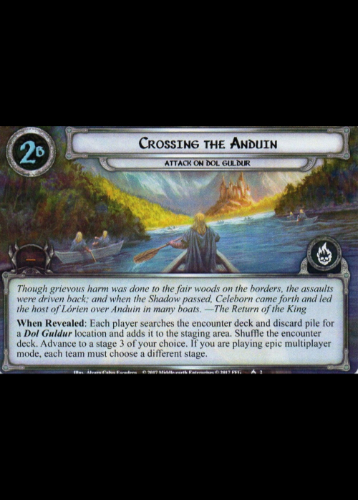 2B
CROSSING THE ANDUIN
ATTACK ON DOL GULDUR
Though grievous harm was done to the fair woods on the borders, the assaults
were driven back; and when the Shadow passed, Celeborn came forth and led
the host of Lórien over Anduin in many boats. —The Return of the King
When Revealed: Each player searches the encounter deck and discard pile for
a Dol Guldur location and adds it to the staging area. Shuffle the encounter
deck. Advance to a stage 3 of your choice. If you are playing epic multiplayer
mode, each team must choose a different stage.